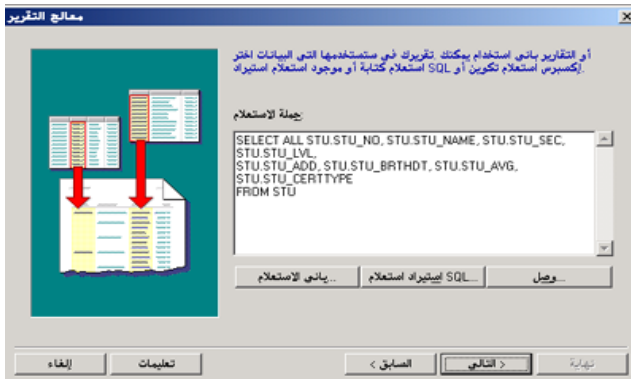 معالج التقرير
أو التقارير باني استخدام يمكنك .تقريرك في ستستخدمها التي البيانات اختر
.إكسبرس استعلام تكوين أو SQL استعلام كتابة أو موجود استعلام استيراد
جملة الاستعلام:
SELECT ALL STU.STU_NO, STU.STU_NAME, STU.STU_SEC,
STU.STU_LVL,
STU.STU_ADD, STU.STU_BRTHDT, STU.STU_AVG,
STU.STU_CERTTYPE
FROM STU
وصل...
استيراد استعلام SQL...
باني الاستعلام...
نهاية
التالي >
< السابق
تعليمات
إلغاء